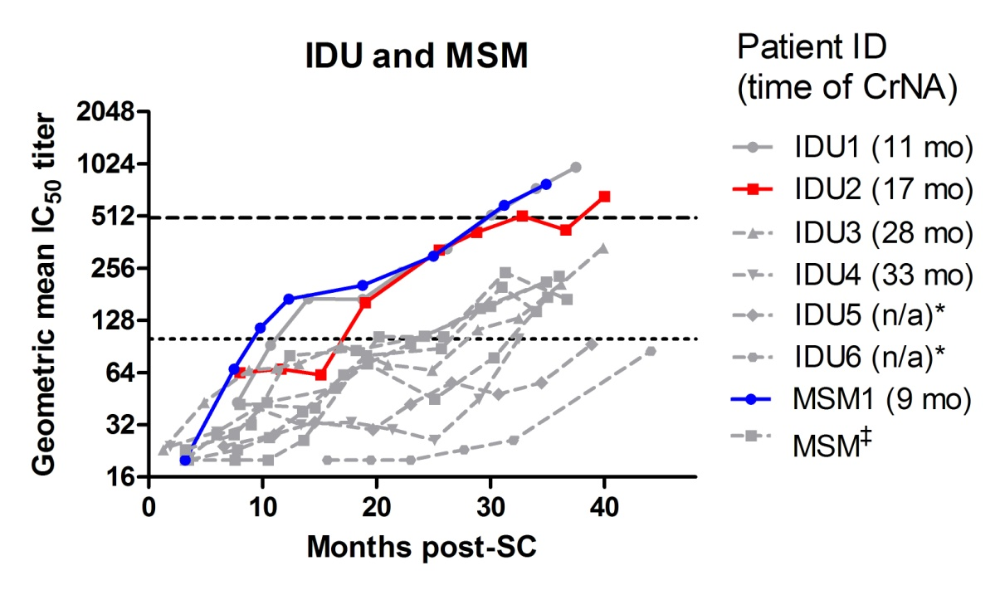 IDU and MSM
Geometric mean IC50 titer
2048
1024
512
256
128
64
32
16
0 10 20 30 40
Months post-SC
Patient ID
(time of CrNA)
IDU1 (11 mo)
IDU2 (17 mo)
IDU3 (28 mo)
IDU4 (33 mo)
IDU5 (n/a)*
IDU6 (n/a)*
MSM1 (9 mo)
MSM‡